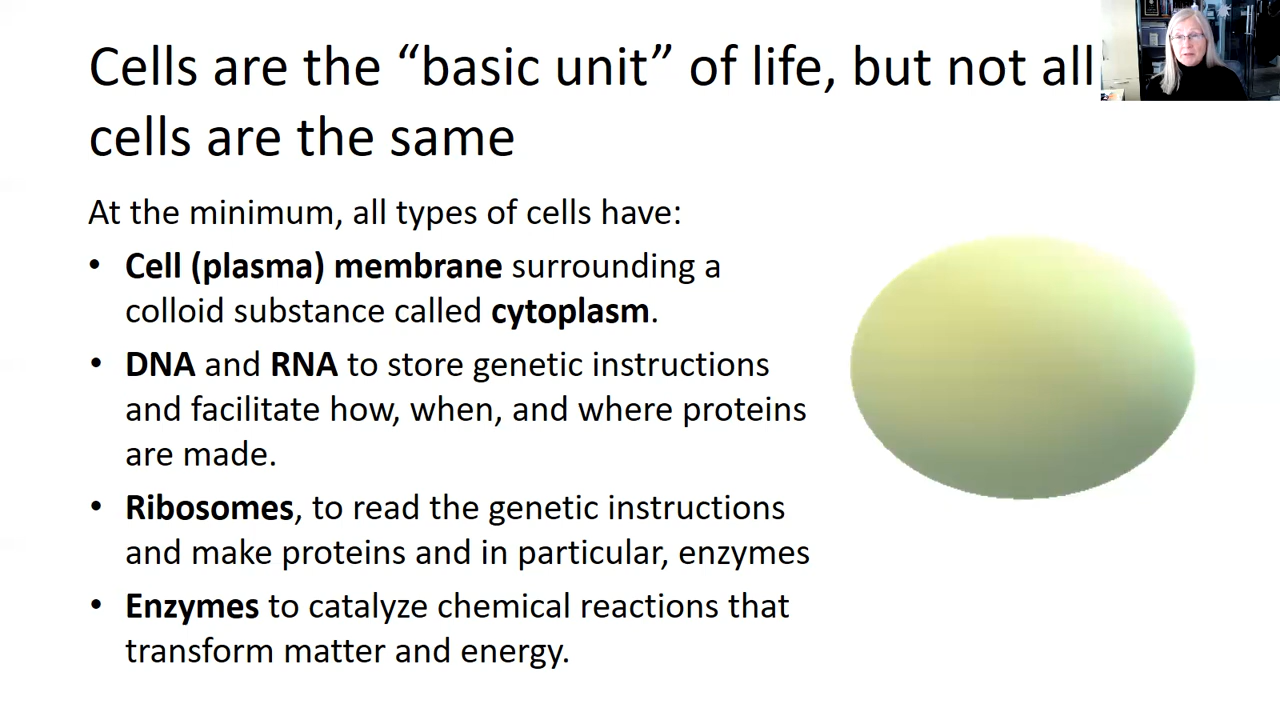 Cells are the “basic unit” of life, but not all
cells are the same
At the minimum, all types of cells have:
• Cell (plasma) membrane surrounding a
colloid substance called cytoplasm.
• DNA and RNA to store genetic instructions
and facilitate how, when, and where proteins
are made.
• Ribosomes, to read the genetic instructions
and make proteins and in particular, enzymes
• Enzymes to catalyze chemical reactions that
transform matter and energy.